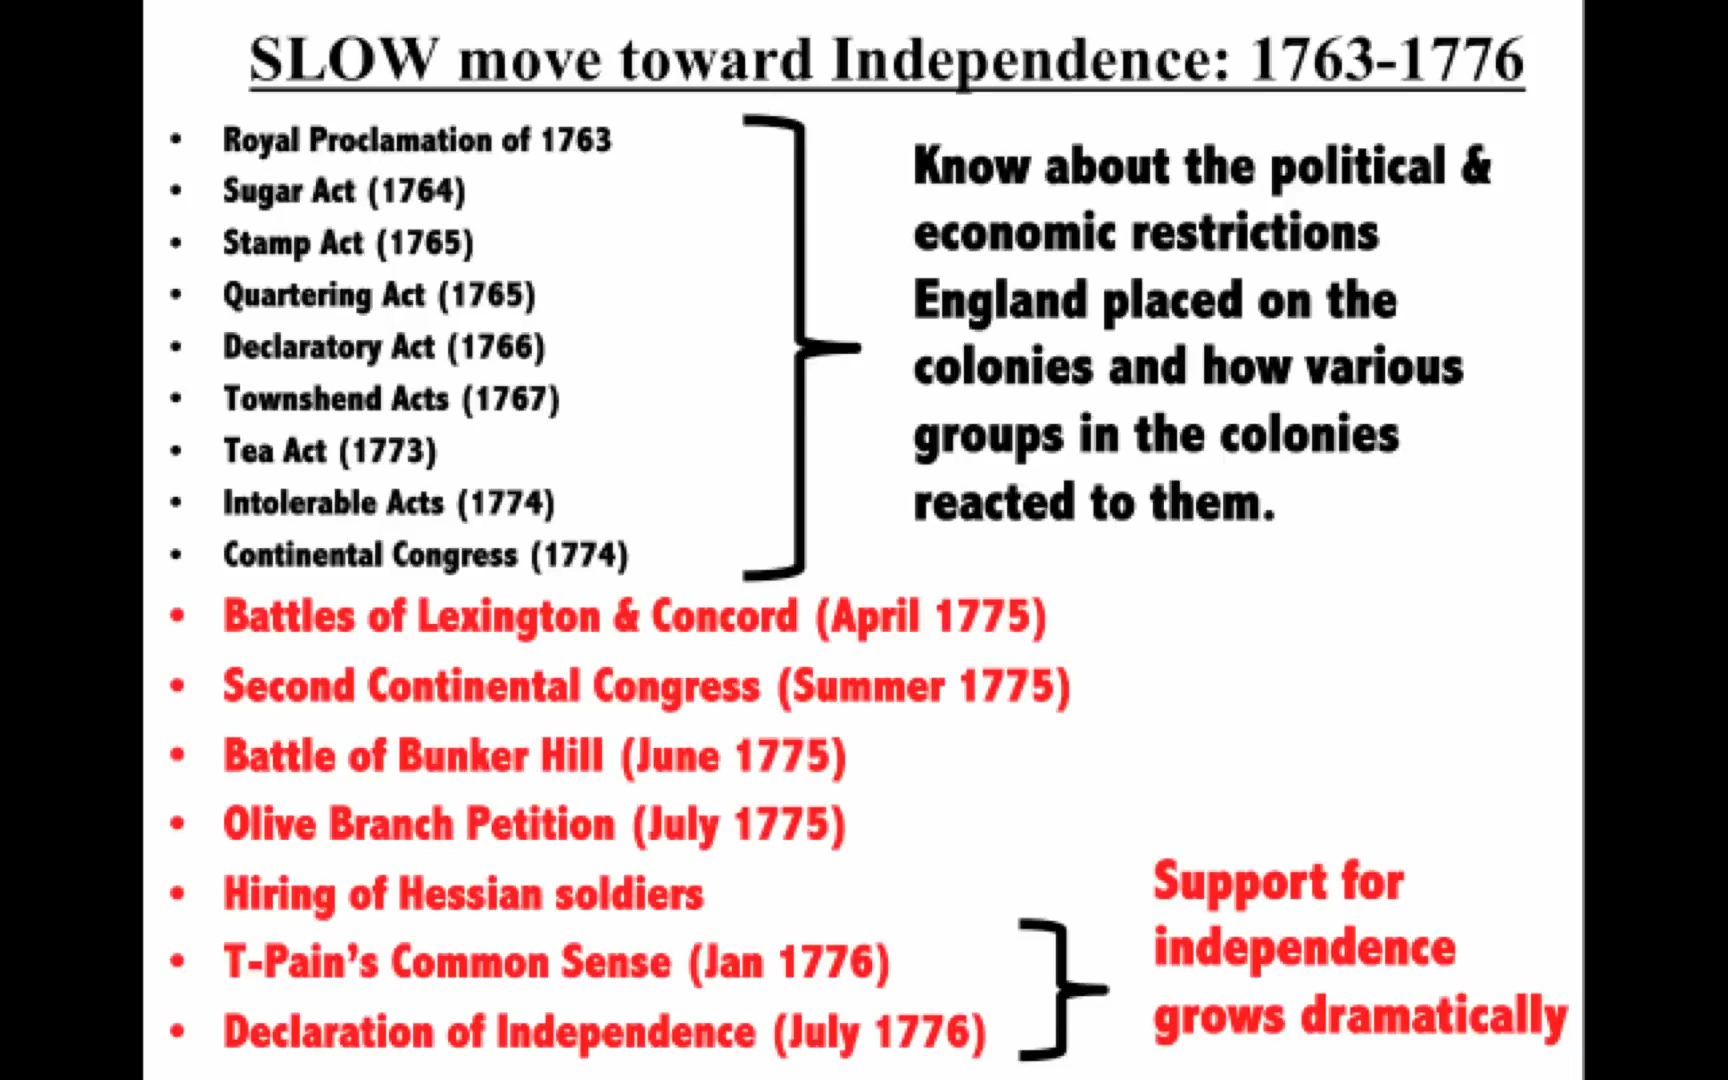 SLOW move toward Independence: 1763-1776
• Royal Proclamation of 1763
• Sugar Act (1764)
• Stamp Act (1765)
• Quartering Act (1765)
• Declaratory Act (1766)
• Townshend Acts (1767)
• Tea Act (1773)
• Intolerable Acts (1774)
• Continental Congress (1774)
Know about the political &
economic restrictions
England placed on the
colonies and how various
groups in the colonies
reacted to them.
• Battles of Lexington & Concord (April 1775)
• Second Continental Congress (Summer 1775)
• Battle of Bunker Hill (June 1775)
• Olive Branch Petition (July 1775)
• Hiring of Hessian soldiers
• T-Pain’s Common Sense (Jan 1776)
• Declaration of Independence (July 1776)
Support for
independence
grows dramatically